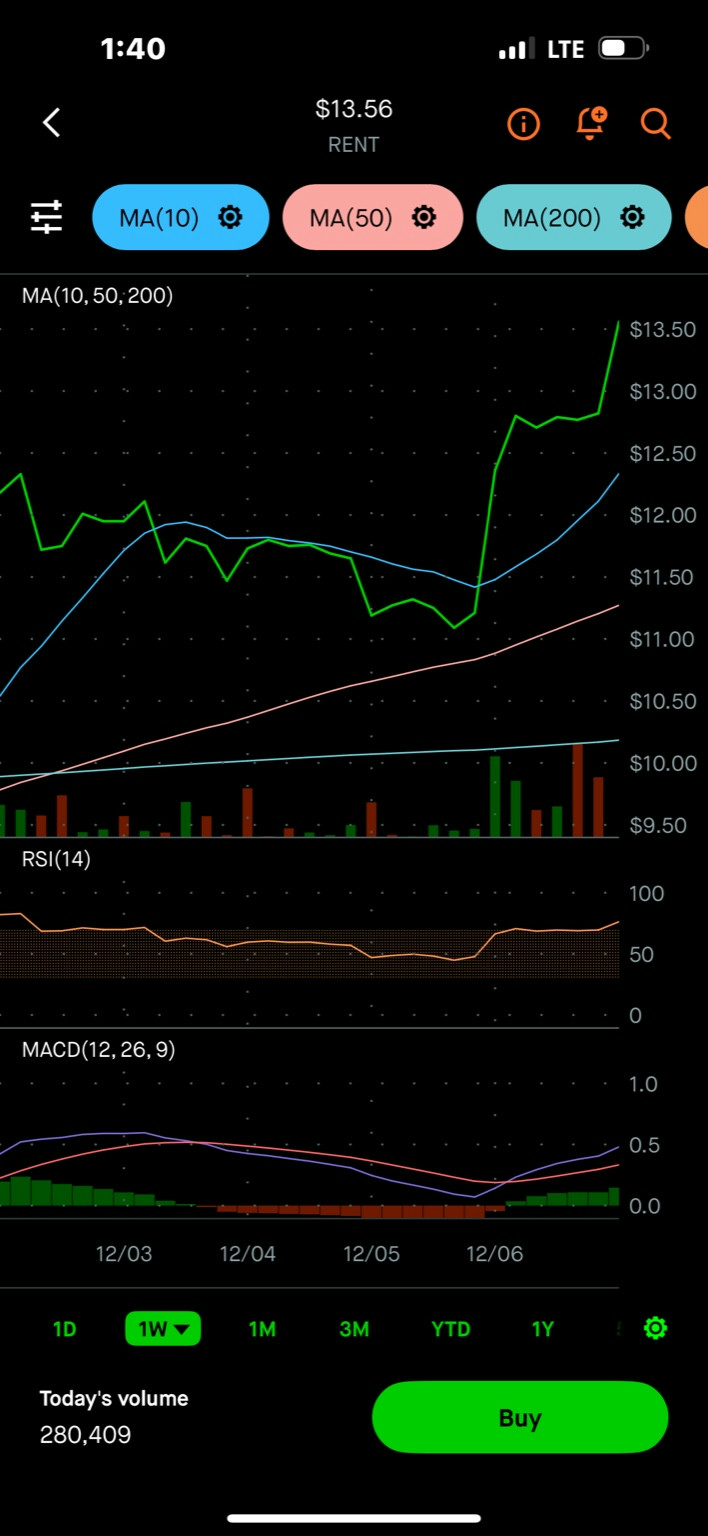 1:40
LTE
$13.56
RENT
MA(10)
MA(50)
MA(200)
MA(10, 50, 200)
$13.50
$13.00
$12.50
$12.00
$11.50
$11.00
$10.50
$10.00
$9.50
RSI(14)
100
50
0
MACD(12, 26, 9)
1.0
0.5
0.0
12/03 12/04 12/05 12/06
1D 1W 1M 3M YTD 1Y
Today's volume
280,409
Buy